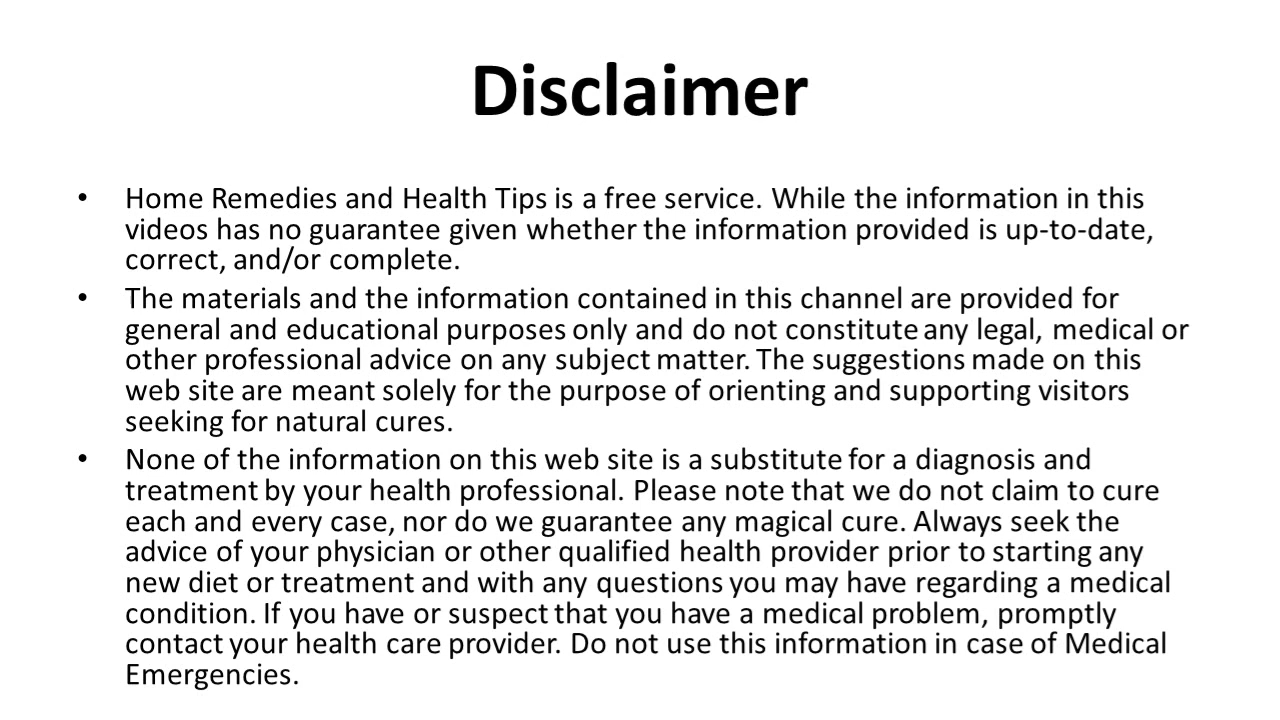 Disclaimer
• Home Remedies and Health Tips is a free service. While the information in this
videos has no guarantee given whether the information provided is up-to-date,
correct, and/or complete.
• The materials and the information contained in this channel are provided for
general and educational purposes only and do not constitute any legal, medical or
other professional advice on any subject matter. The suggestions made on this
web site are meant solely for the purpose of orienting and supporting visitors
seeking for natural cures.
• None of the information on this web site is a substitute for a diagnosis and
treatment by your health professional. Please note that we do not claim to cure
each and every case, nor do we guarantee any magical cure. Always seek the
advice of your physician or other qualified health provider prior to starting any
new diet or treatment and with any questions you may have regarding a medical
condition. If you have or suspect that you have a medical problem, promptly
contact your health care provider. Do not use this information in case of Medical
Emergencies.